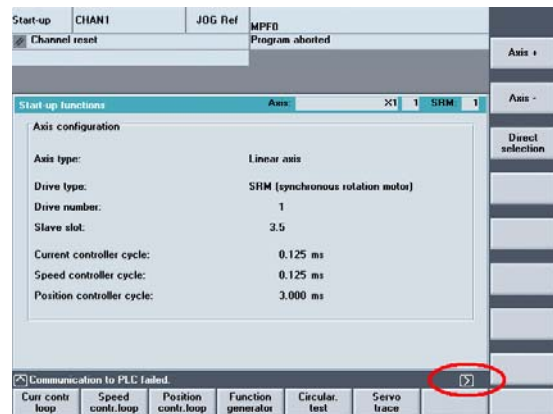 Start-up CHAN1 JOG Ref MPF0
Channel reset Program aborted
Axis +
Start-up functions Axis: X1 1 SRM: 1
Axis -
Axis configuration
Direct
selection
Axis type: Linear axis
Drive type: SRM (synchronous rotation motor)
Drive number: 1
Slave slot: 3.5
Current controller cycle: 0.125 ms
Speed controller cycle: 0.125 ms
Position controller cycle: 3.000 ms
Communication to PLC failed.
Curr contr
loop
Speed
contr.loop
Position
contr.loop
Function
generator
Circular.
test
Servo
trace